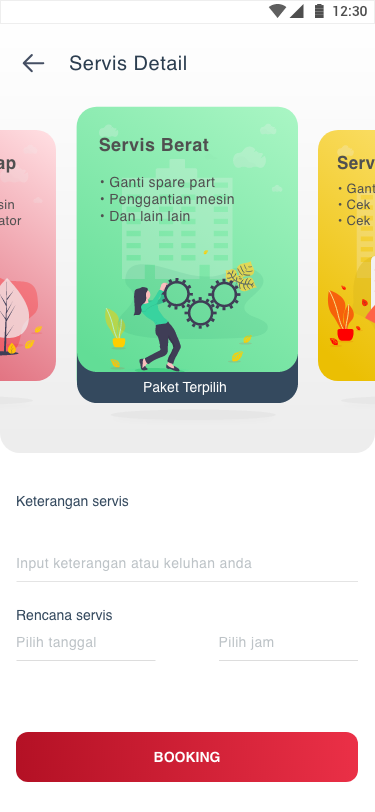 12:30
Servis Detail
ap
sin
ator
Servis Berat
• Ganti spare part
• Penggantian mesin
• Dan lain lain
Paket Terpilih
Serv
• Gant
• Cek
• Cek
Keterangan servis
Input keterangan atau keluhan anda
Rencana servis
Pilih tanggal
Pilih jam
BOOKING